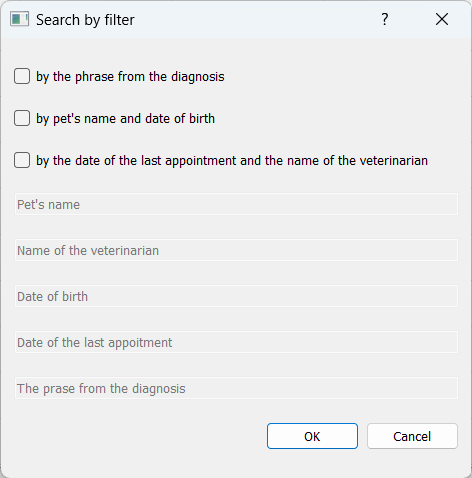 Search by filter
?
by the phrase from the diagnosis
by pet's name and date of birth
by the date of the last appointment and the name of the veterinarian
Pet's name
Name of the veterinarian
Date of birth
Date of the last appoitment
The prase from the diagnosis
OK Cancel